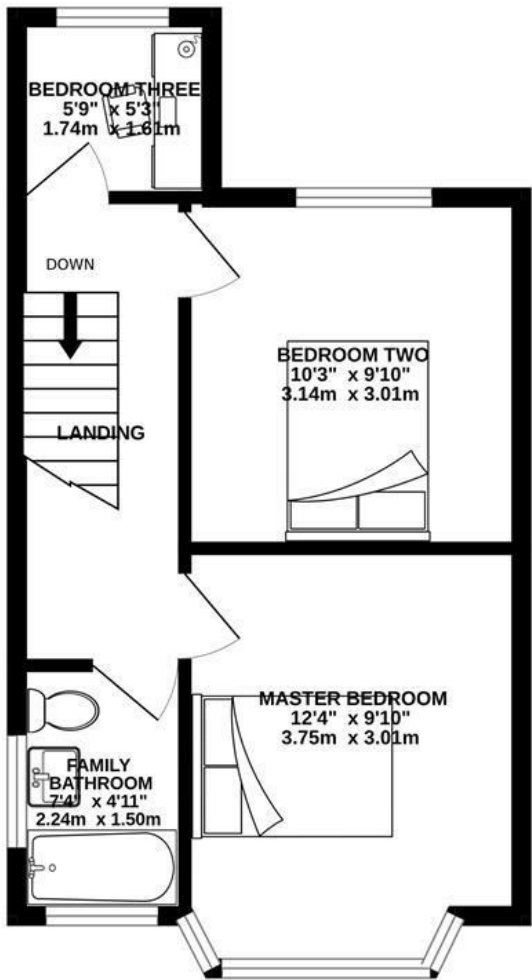 BEDROOM THREE
5'9" x 5'3"
1.74m x 1.61m
DOWN
BEDROOM TWO
10'3" x 9'10"
3.14m x 3.01m
LANDING
MASTER BEDROOM
12'4" x 9'10"
3.75m x 3.01m
FAMILY
BATHROOM
7'4" x 4'11"
2.24m x 1.50m